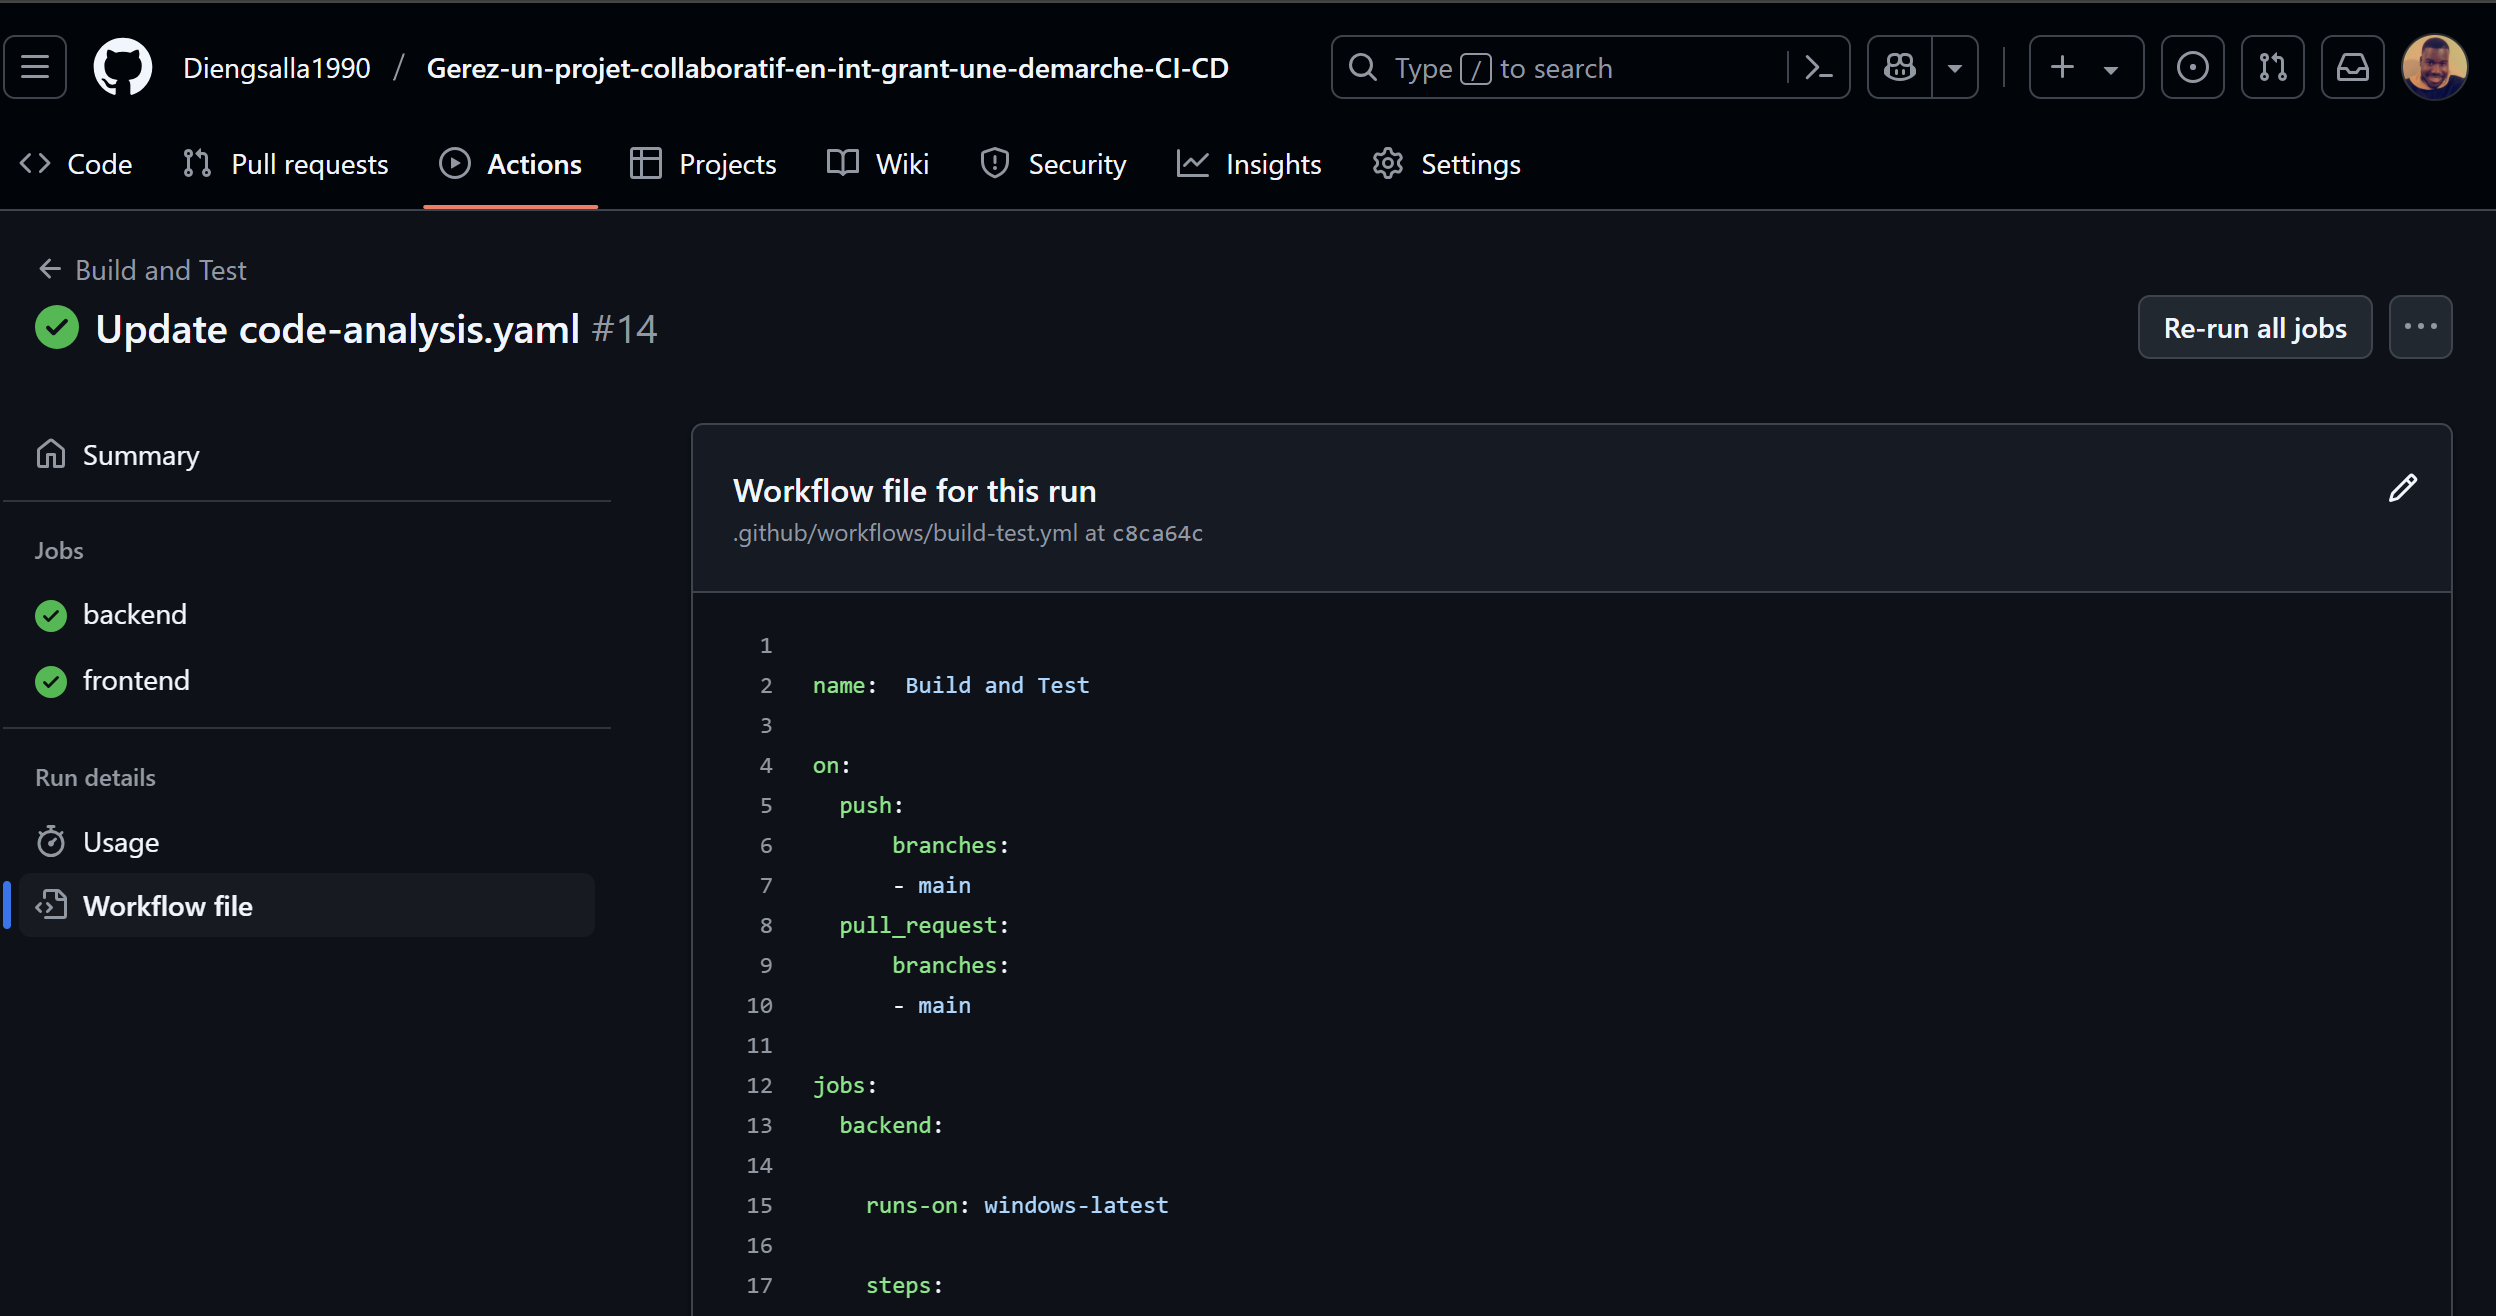 Diengsalla1990 / Gerez-un-projet-collaboratif-en-int-grant-une-demarche-CI-CD
Type / to search
Code Pull requests Actions Projects Wiki Security Insights Settings
Build and Test
Update code-analysis.yaml #14
Re-run all jobs
Summary
Jobs
backend
frontend
Run details
Usage
Workflow file
Workflow file for this run
.github/workflows/build-test.yml at c8ca64c
1
2 name:  Build and Test
3
4 on:
5   push:
6       branches:
7       - main
8   pull_request:
9       branches:
10       - main
11
12 jobs:
13   backend:
14
15     runs-on: windows-latest
16
17     steps: